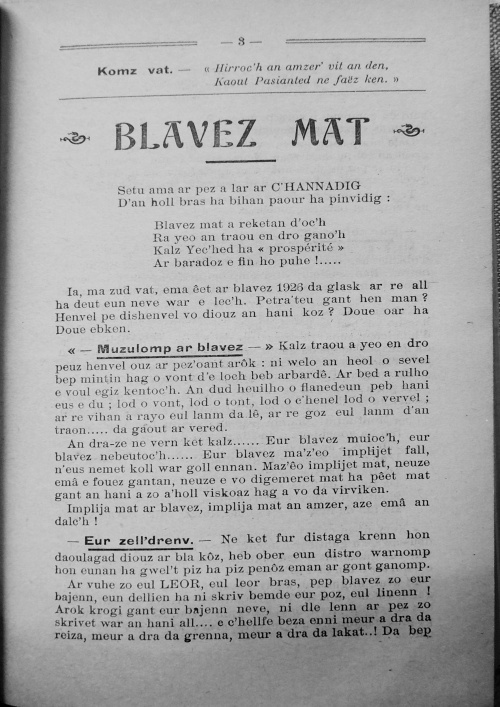 — 3 —
Komz vat. — « Hirroc'h an amzer' vit an den,
Kaout Pasianted ne faëz ken. »
BLAVEZ MAT
Setu ama ar pez a lar ar C'HANNADIG
D'an holl bras ha bihan paour ha pinvidig :
Blavez mat a reketan d'oc'h
Ra yeo an traou en dro gano'h
Kalz Yec'hed ha « prospérité »
Ar baradoz e fin ho puhe !.....
Ia, ma zud vat, ema êet ar blavez 1926 da glask ar re all
ha deut eun neve war e lec'h. Petra'teu gant hen man ?
Henvel pe dishenvel vo diouz an hani koz ? Doue oar ha
Doue ebken.
« — Muzulomp ar blavez — » Kalz traou a yeo en dro
peuz henvel ouz ar pez'oant arôk : ni welo an heol o sevel
bep mintin hag o vont d'e loch beb arbardê. Ar bed a rulho
e voul egiz kentoc'h. An dud heuilho o flanedeun peb hani
eus e du ; lod o vont, lod o tont, lod o c'henel lod o vervel ;
ar re vihan a rayo eul lanm da lê, ar re goz eul lanm d'an
traon..... da gaout ar vered.
An dra-ze ne vern ket kalz...... Eur blavez muioc'h, eur
blavez nebeutoc'h...... Eur blavez ma'z'eo implijet fall,
n'eus nemet koll war goll ennan. Maz'êo implijet mat, neuze
emâ e fouez gantan, neuze e vo digemeret mat ha pêet mat
gant an hani a zo a'holl viskoaz hag a vo da virviken.
Implija mat ar blavez, implija mat an amzer, aze emâ an
dalc'h !
— Eur zell'drenv. — Ne ket fur distaga krenn hon
daoulagad diouz ar bla kôz, heb ober eun distro warnomp
hon eunan ha gwel't piz ha piz penôz eman ar gont ganomp.
Ar vuhe zo eul LEOR, eul leor bras, pep blavez zo eur
bajenn, eun dellien ha ni skriv bemde eur poz, eul linenn !
Arok krogi gant eur bajenn neve, ni dle lenn ar pez zo
skrivet war an hani all.... e c'hellfe beza enni meur a dra da
reiza, meur a dra da grenna, meur a dra da lakat..! Da bep